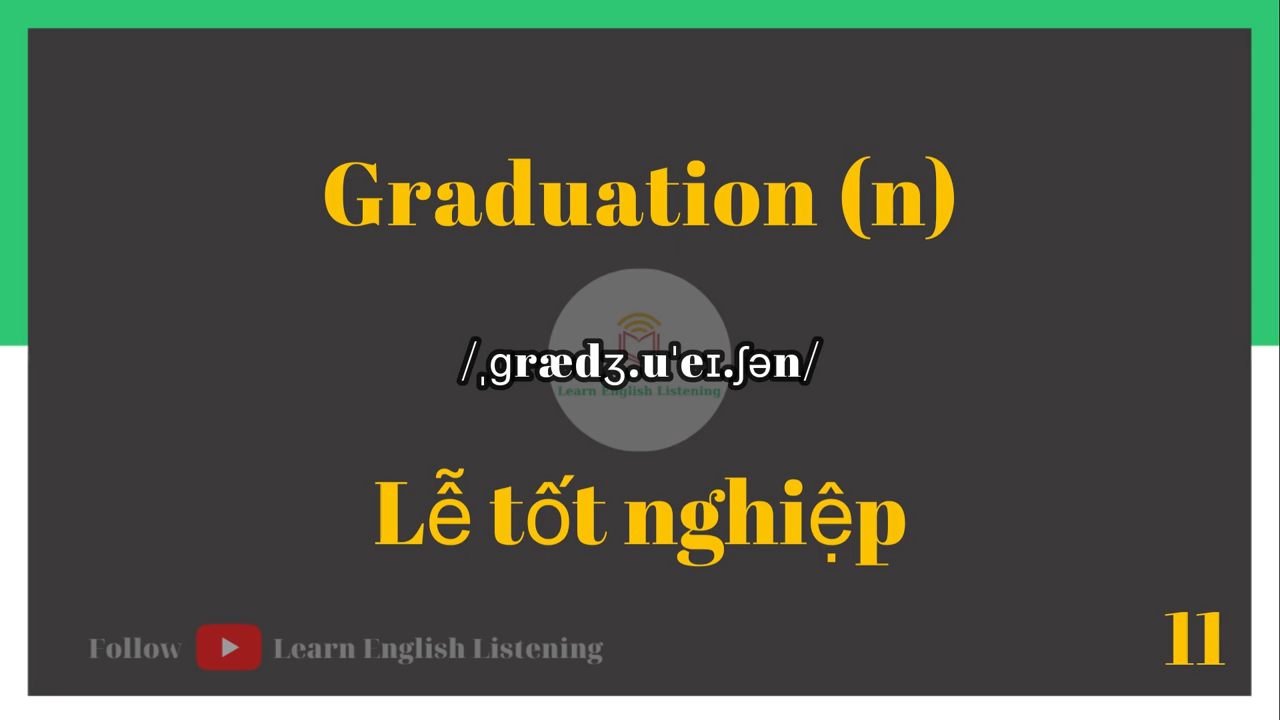 Graduation (n)
/ˌɡrædʒ.uˈeɪ.ʃən/
Learn English Listening
Lễ tốt nghiệp
Follow Learn English Listening
11